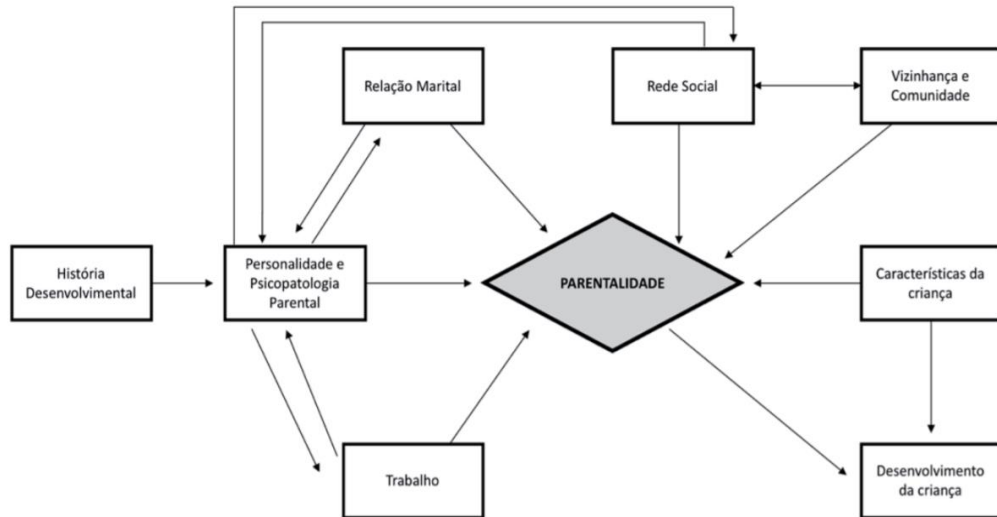 Relação Marital
Rede Social
Vizinhança e
Comunidade
História
Desenvolvimental
Personalidade e
Psicopatologia
Parental
PARENTALIDADE
Características da
criança
Trabalho
Desenvolvimento
da criança